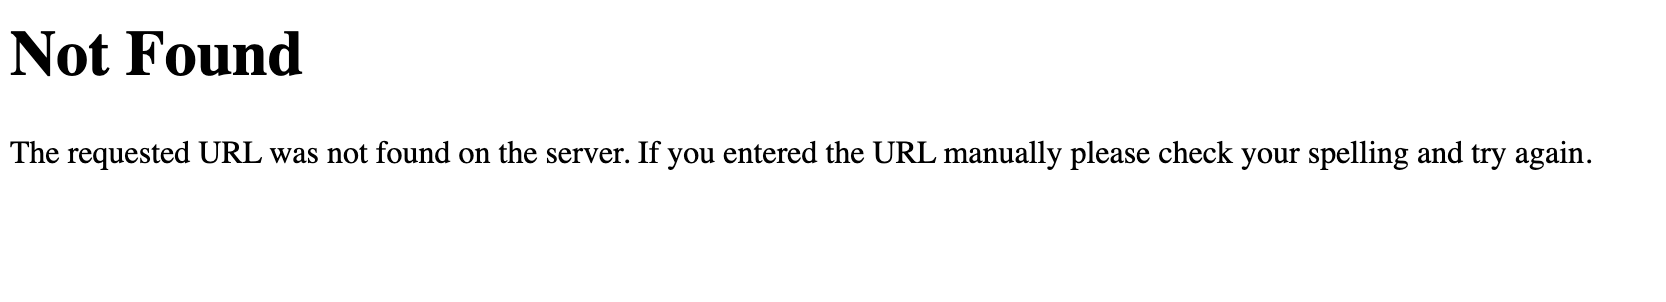 Not Found
The requested URL was not found on the server. If you entered the URL manually please check your spelling and try again.